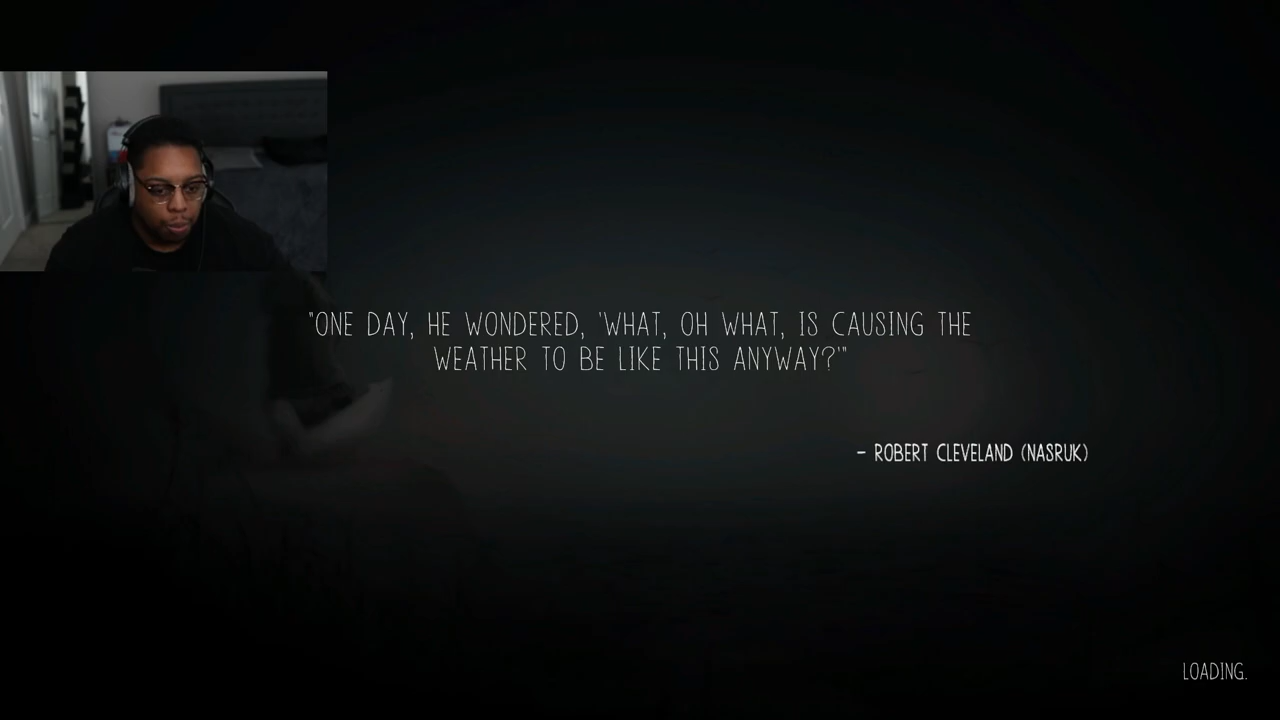 "ONE DAY, HE WONDERED, 'WHAT, OH WHAT, IS CAUSING THE
WEATHER TO BE LIKE THIS ANYWAY?'"
- ROBERT CLEVELAND (NASRUK)
LOADING.